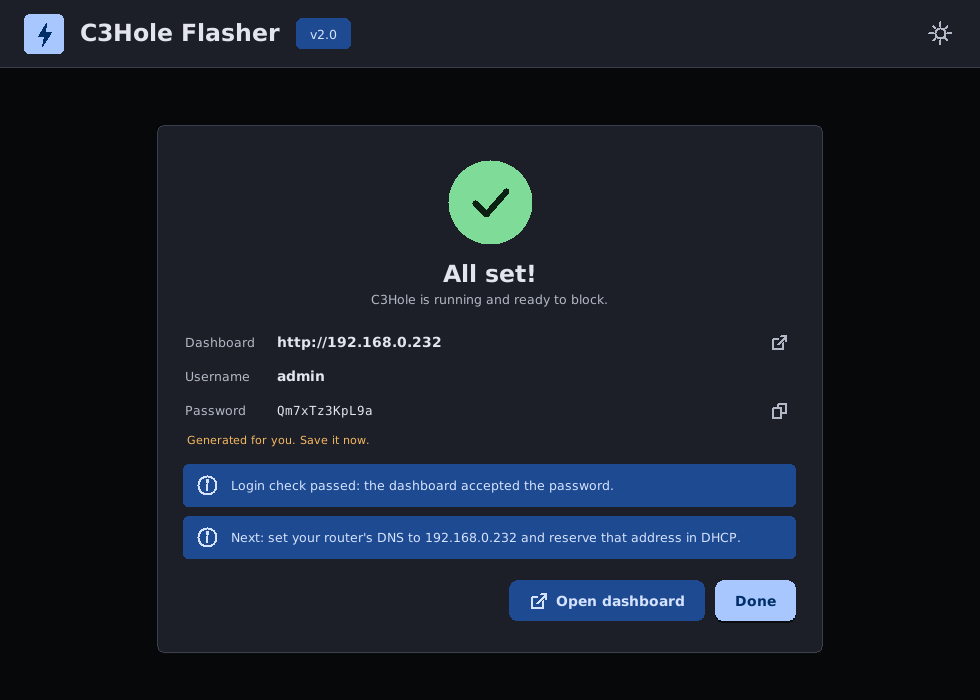 C3Hole Flasher v2.0
All set!
C3Hole is running and ready to block.
Dashboard http://192.168.0.232
Username admin
Password Qm7xTz3KpL9a
Generated for you. Save it now.
Login check passed: the dashboard accepted the password.
Next: set your router's DNS to 192.168.0.232 and reserve that address in DHCP.
Open dashboard Done